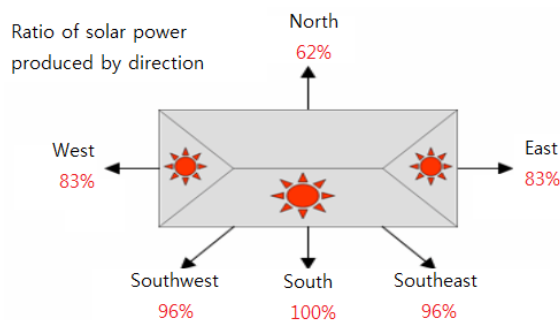 Ratio of solar power
produced by direction
North
62%
West
83%
East
83%
Southwest
96%
South
100%
Southeast
96%